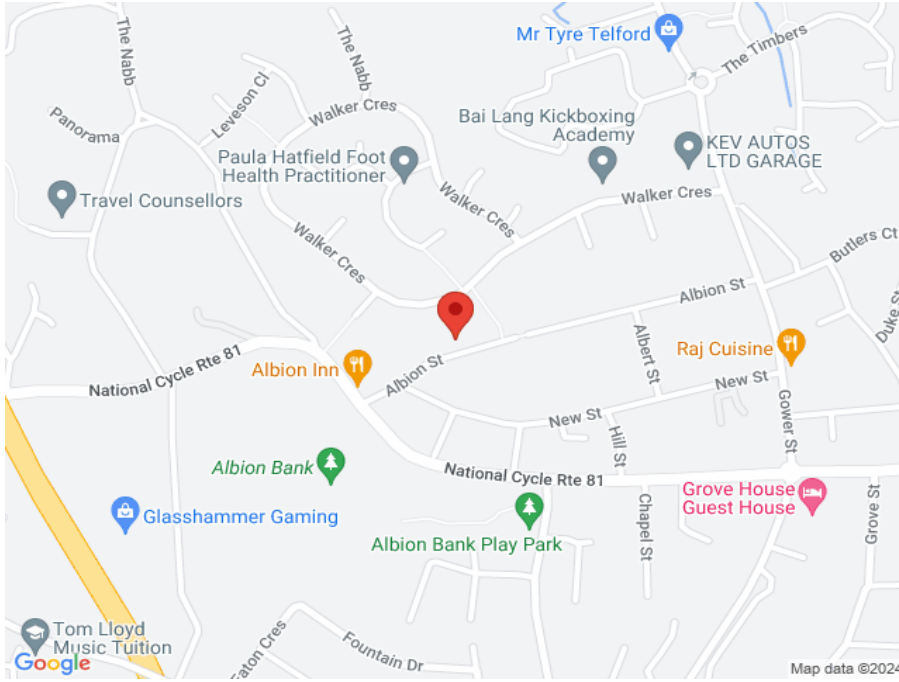 The Nabb
Mr Tyre Telford
The Timbers
The Nabb
Leveson Cl
Walker Cres
Bai Lang Kickboxing
Academy
KEV AUTOS
LTD GARAGE
Panorama
Paula Hatfield Foot
Health Practitioner
Travel Counsellors
Walker Cres
Walker Cres
Walker Cres
Butlers Ct
Albion St
Duke St
Albert St
Raj Cuisine
Albion Inn
Albion St
National Cycle Rte 81
New St
New St
Hill St
Gower St
Albion Bank
National Cycle Rte 81
Grove House
Guest House
Glasshammer Gaming
Chapel St
Grove St
Albion Bank Play Park
Tom Lloyd
Music Tuition
Eaton Cres
Fountain Dr
Google
Map data ©2024